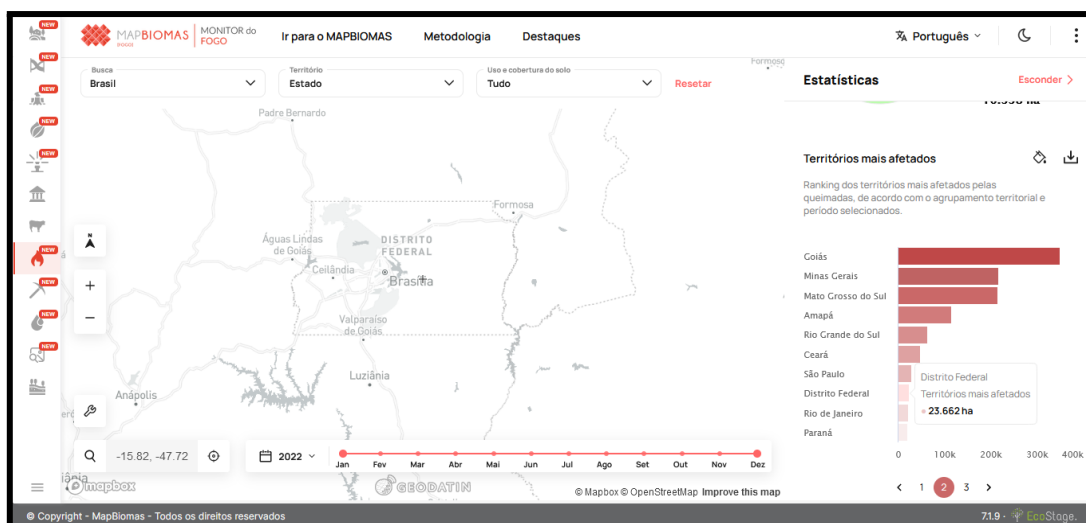 NEW
NEW
NEW
NEW
NEW
NEW
NEW
NEW
NEW
MAPBIOMAS
FOGO
MONITOR do
FOGO
Ir para o MAPBIOMAS
Metodologia
Destaques
Português
Busca
Brasil
Território
Estado
Uso e cobertura do solo
Tudo
Resetar
Estatísticas
Esconder >
Territórios mais afetados
Ranking dos territórios mais afetados pelas
queimadas, de acordo com o agrupamento territorial e
período selecionados.
Goiás
Minas Gerais
Mato Grosso do Sul
Amapá
Rio Grande do Sul
Ceará
São Paulo
Distrito Federal
Rio de Janeiro
Paraná
Distrito Federal
Territórios mais afetados
23.662 ha
0 100k 200k 300k 400k
< 1 2 3 >
Formosa
Padre Bernardo
Formosa
Águas Lindas
de Goiás
DISTRITO
FEDERAL
Ceilândia
Brasília
Valparaíso
de Goiás
Luziânia
Anápolis
N
+
−
-15.82, -47.72
2022
Jan Fev Mar Abr Mai Jun Jul Ago Set Out Nov Dez
mapbox
GEODATIN
© Mapbox © OpenStreetMap Improve this map
© Copyright - MapBiomas - Todos os direitos reservados
7.1.9 - EcoStage.